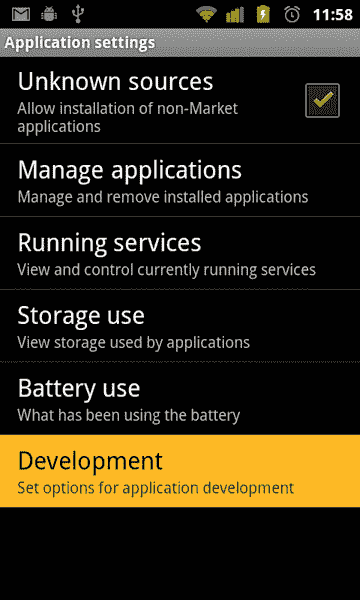 11:58
Application settings
Unknown sources
Allow installation of non-Market
applications
Manage applications
Manage and remove installed applications
Running services
View and control currently running services
Storage use
View storage used by applications
Battery use
What has been using the battery
Development
Set options for application development